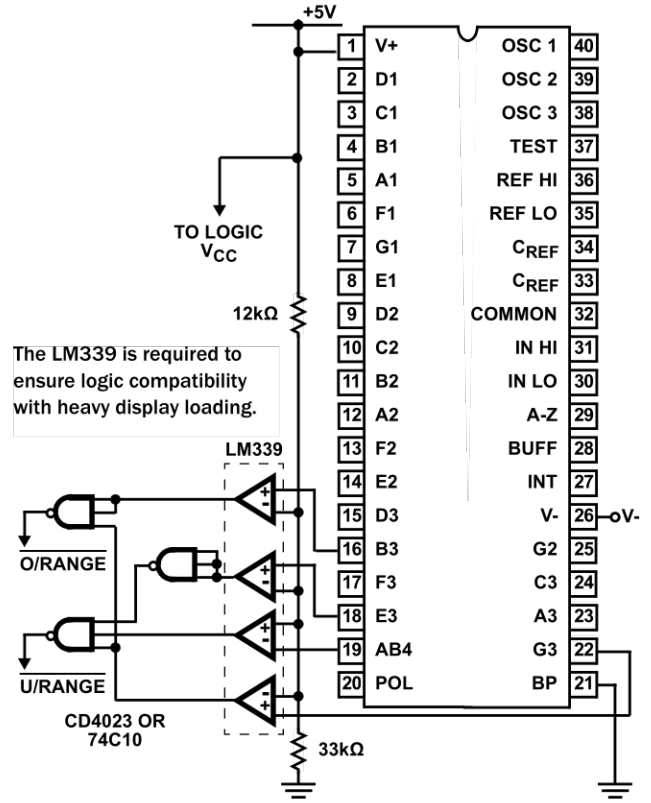 +5V
1 V+ OSC 1 40
2 D1 OSC 2 39
3 C1 OSC 3 38
4 B1 TEST 37
5 A1 REF HI 36
6 F1 REF LO 35
7 G1 CREF 34
8 E1 CREF 33
9 D2 COMMON 32
10 C2 IN HI 31
11 B2 IN LO 30
12 A2 A-Z 29
13 F2 BUFF 28
14 E2 INT 27
15 D3 V- 26 V-
16 B3 G2 25
17 F3 C3 24
18 E3 A3 23
19 AB4 G3 22
20 POL BP 21
TO LOGIC
VCC
12kΩ
The LM339 is required to
ensure logic compatibility
with heavy display loading.
LM339
+
-
+
-
+
-
-
+
O/RANGE
U/RANGE
CD4023 OR
74C10
33kΩ